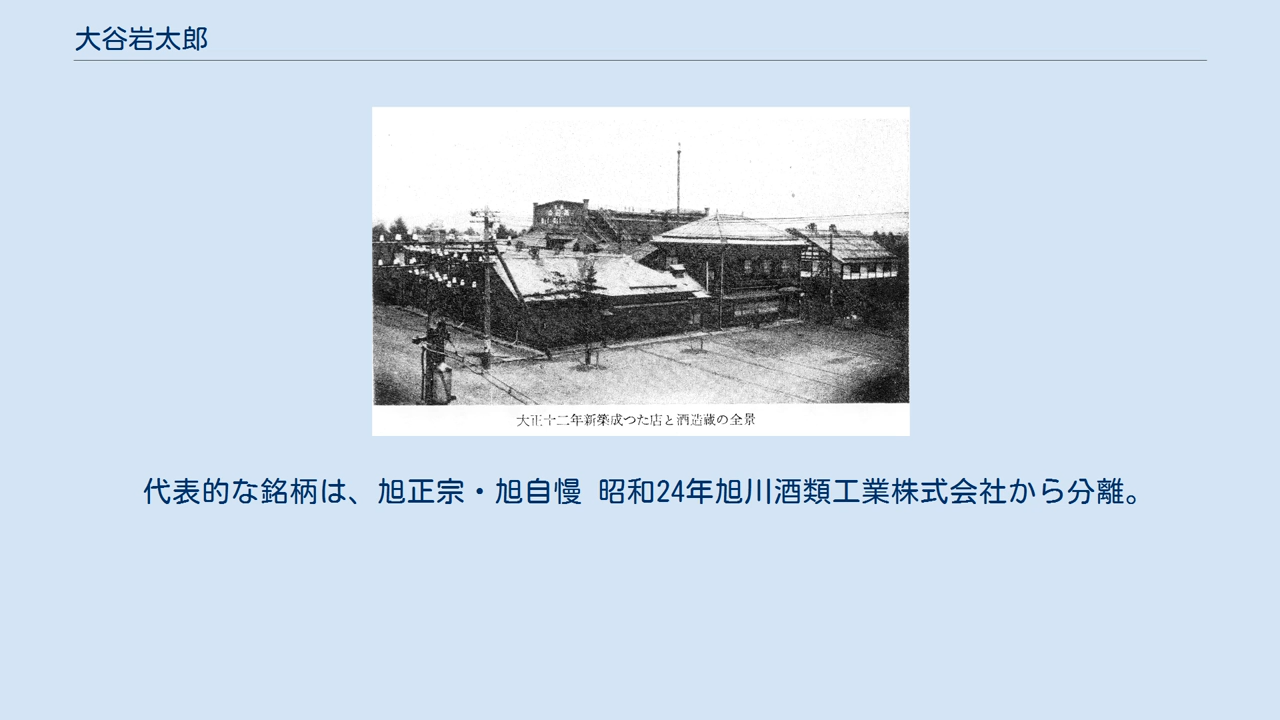 大谷岩太郎
大正十二年新築成つた店と酒造蔵の全景
代表的な銘柄は、旭正宗・旭自慢 昭和24年旭川酒類工業株式会社から分離。